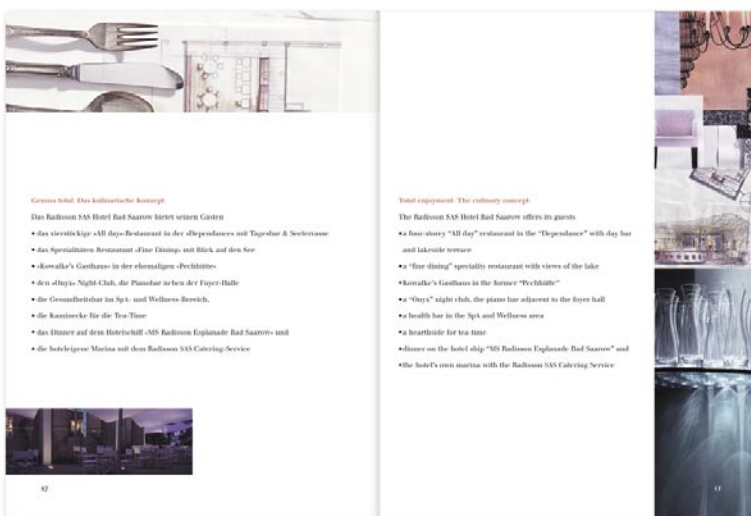 Genuss total. Das kulinarische Konzept.
Das Radisson SAS Hotel Bad Saarow bietet seinen Gästen
• das vierstöckige «All day»-Restaurant in der «Dependance» mit Tagesbar & Seeterrasse
• das Spezialitäten-Restaurant «Fine Dining» mit Blick auf den See
• «Kowalke's Gasthaus» in der ehemaligen «Pechhütte»
• den «Onyx» Night-Club, die Pianobar neben der Foyer-Halle
• die Gesundheitsbar im SpA- und Wellness-Bereich,
• die Kaminecke für die Tea-Time
• das Dinner auf dem Hotelschiff «MS Radisson Esplanade Bad Saarow» und
• die hoteleigene Marina mit dem Radisson SAS Catering-Service
Total enjoyment. The culinary concept.
The Radisson SAS Hotel Bad Saarow offers its guests
• a four-storey "All day" restaurant in the "Dependance" with day bar
and lakeside terrace
• a "fine dining" speciality restaurant with views of the lake
• Kowalke's Gasthaus in the former "Pechhütte"
• a "Onyx" night club, the piano bar adjacent to the foyer hall
• a health bar in the SpA and Wellness area
• a hearthside for tea-time
• dinner on the hotel ship "MS Radisson Esplanade Bad Saarow" and
• the hotel's own marina with the Radisson SAS Catering Service